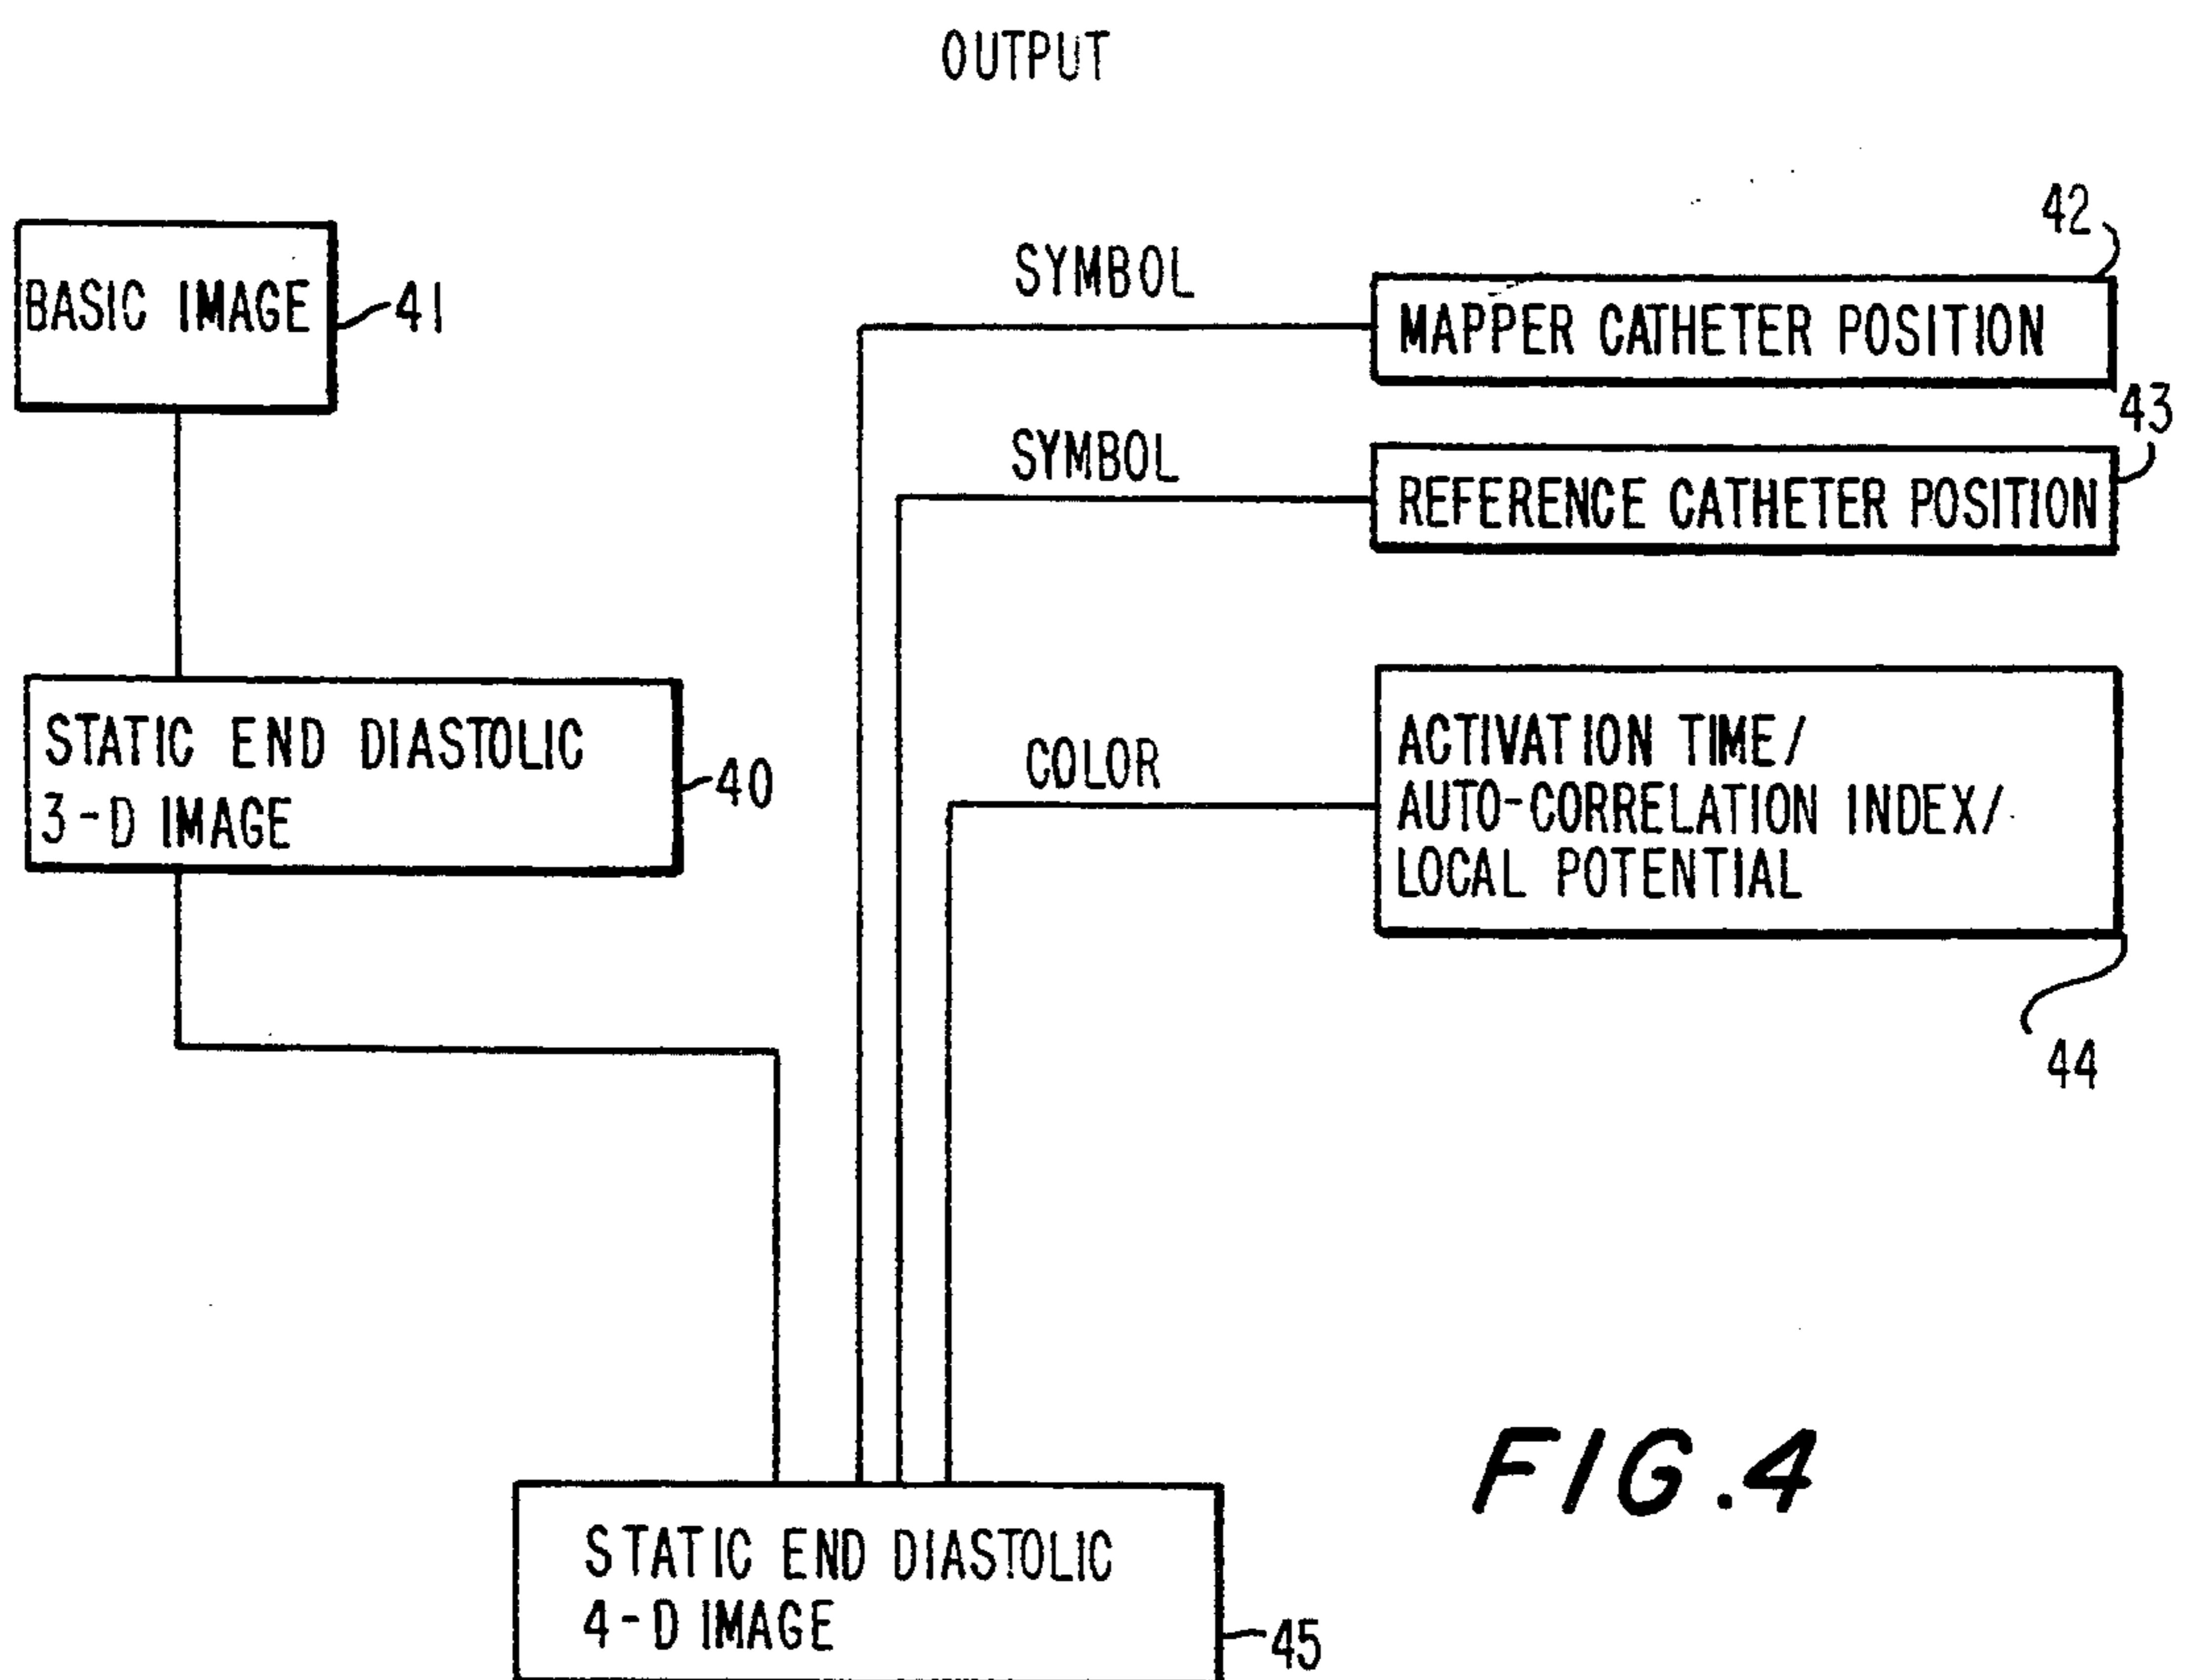 OUTPUT
BASIC IMAGE
41
SYMBOL
42
MAPPER CATHETER POSITION
43
SYMBOL
REFERENCE CATHETER POSITION
STATIC END DIASTOLIC
3-D IMAGE
40
COLOR
ACTIVATION TIME/
AUTO-CORRELATION INDEX/
LOCAL POTENTIAL
44
STATIC END DIASTOLIC
4-D IMAGE
45
FIG.4